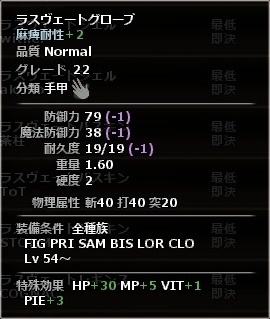 ラスヴェートグローブ
麻痺耐性+2
品質 Normal
グレード 22
分類 手甲
防御力 79 (-1)
魔法防御力 38 (-1)
耐久度 19/19 (-1)
重量 1.60
硬度 2
物理属性 斬40 打40 突20
装備条件 全種族
FIG PRI SAM BIS LOR CLO
Lv 54～
特殊効果 HP+30 MP+5 VIT+1
PIE+3